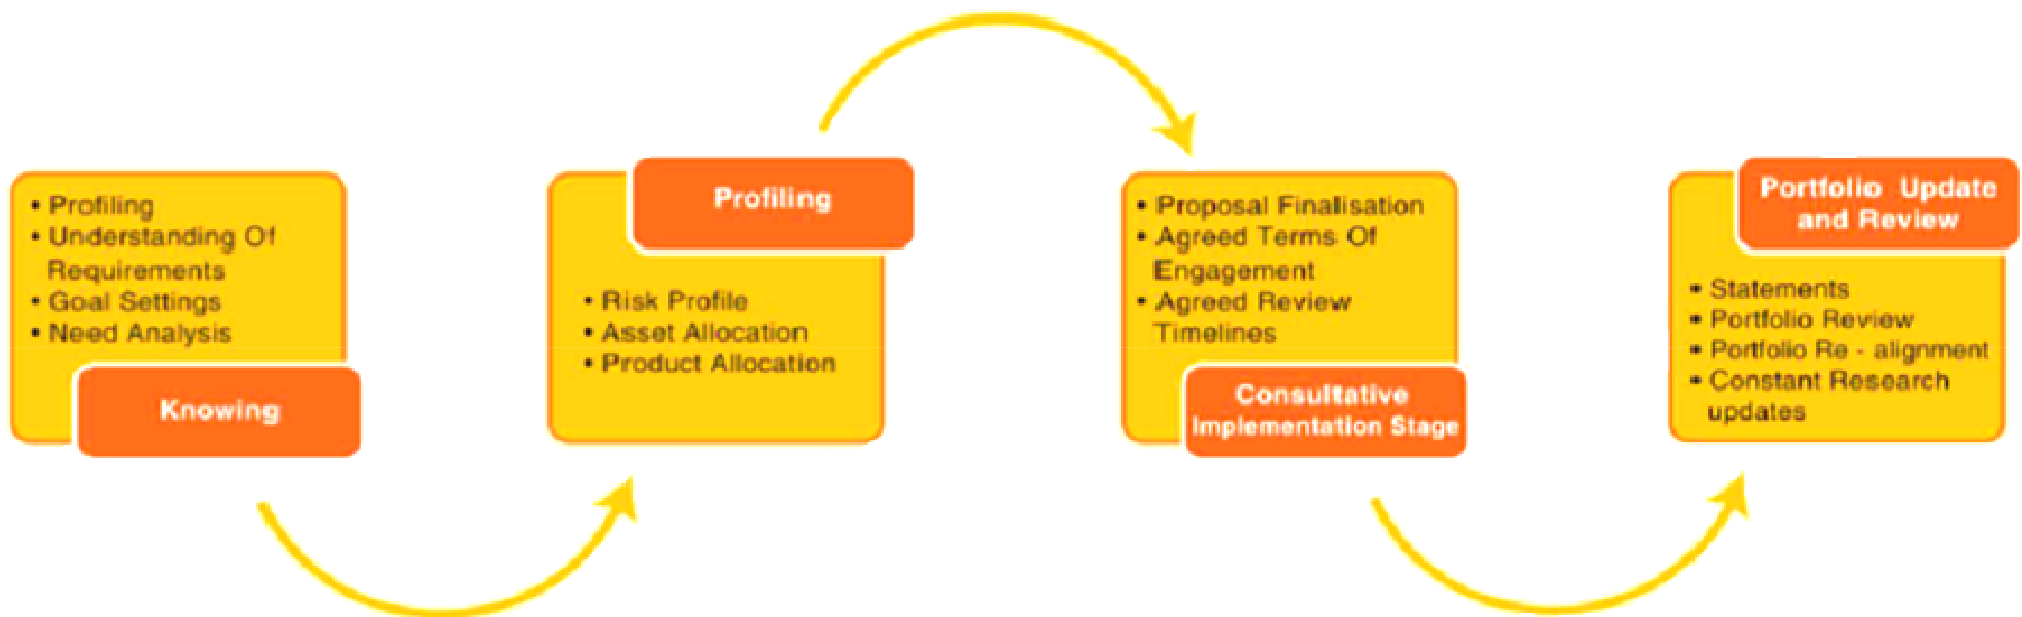 • Profiling
• Understanding Of
Requirements
• Goal Settings
• Need Analysis
Knowing
Profiling
• Risk Profile
• Asset Allocation
• Product Allocation
• Proposal Finalisation
• Agreed Terms Of
Engagement
• Agreed Review
Timelines
Consultative
Implementation Stage
Portfolio Update
and Review
• Statements
• Portfolio Review
• Portfolio Re - alignment
• Constant Research
updates